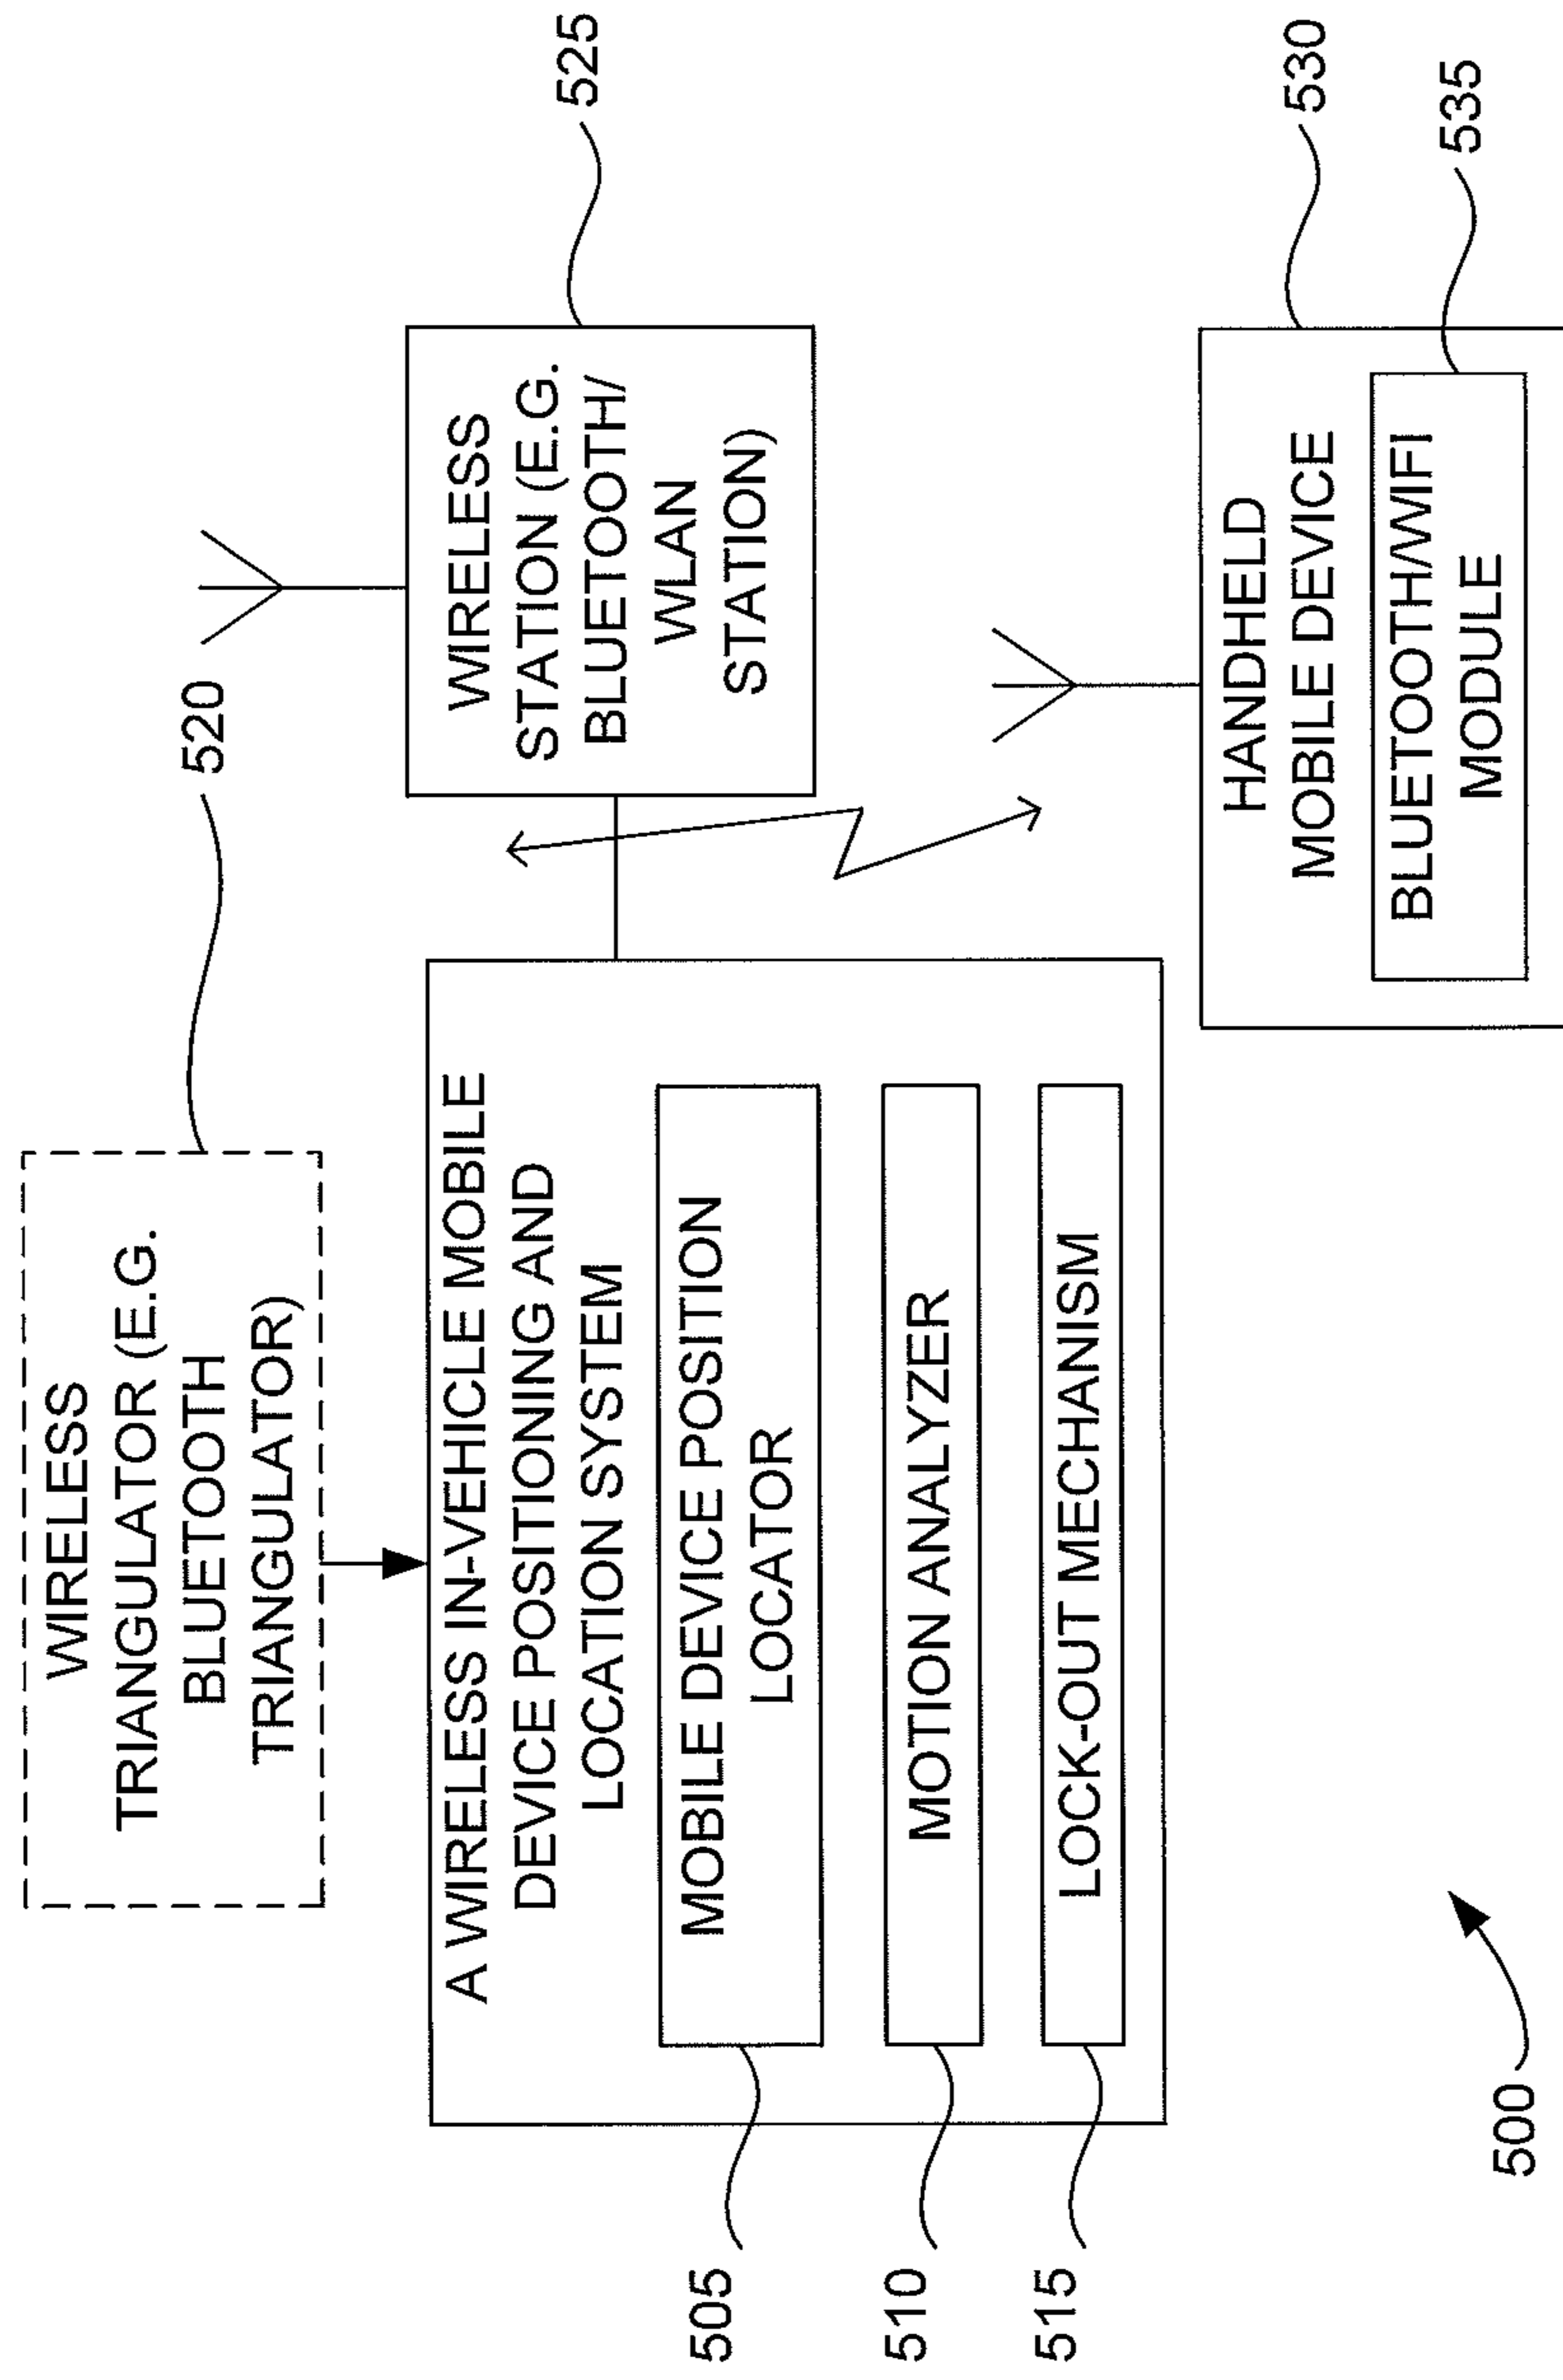 WIRELESS
TRIANGULATOR (E.G.
BLUETOOTH
TRIANGULATOR)
520
525
WIRELESS
STATION (E.G.
BLUETOOTH/
WLAN
STATION)
A WIRELESS IN-VEHICLE MOBILE
DEVICE POSITIONING AND
LOCATION SYSTEM
505
MOBILE DEVICE POSITION
LOCATOR
510
MOTION ANALYZER
515
LOCK-OUT MECHANISM
530
HANDHELD
MOBILE DEVICE
535
BLUETOOTH/WIFI
MODULE
500